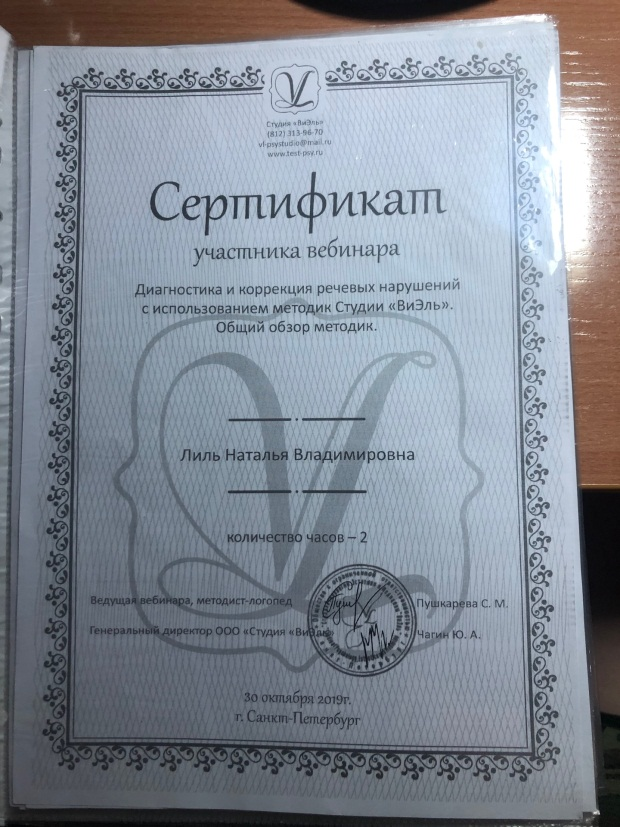 Студия «ВиЭль»
(812) 313-96-70
vl-psystudio@mail.ru
www.test-psy.ru
Сертификат
участника вебинара
Диагностика и коррекция речевых нарушений
с использованием методик Студии «ВиЭль».
Общий обзор методик.
Лиль Наталья Владимировна
количество часов – 2
Ведущая вебинара, методист-логопед
Пушкарева С. М.
Генеральный директор ООО «Студия «ВиЭль»
Чагин Ю. А.
30 октября 2019г.
г. Санкт-Петербург